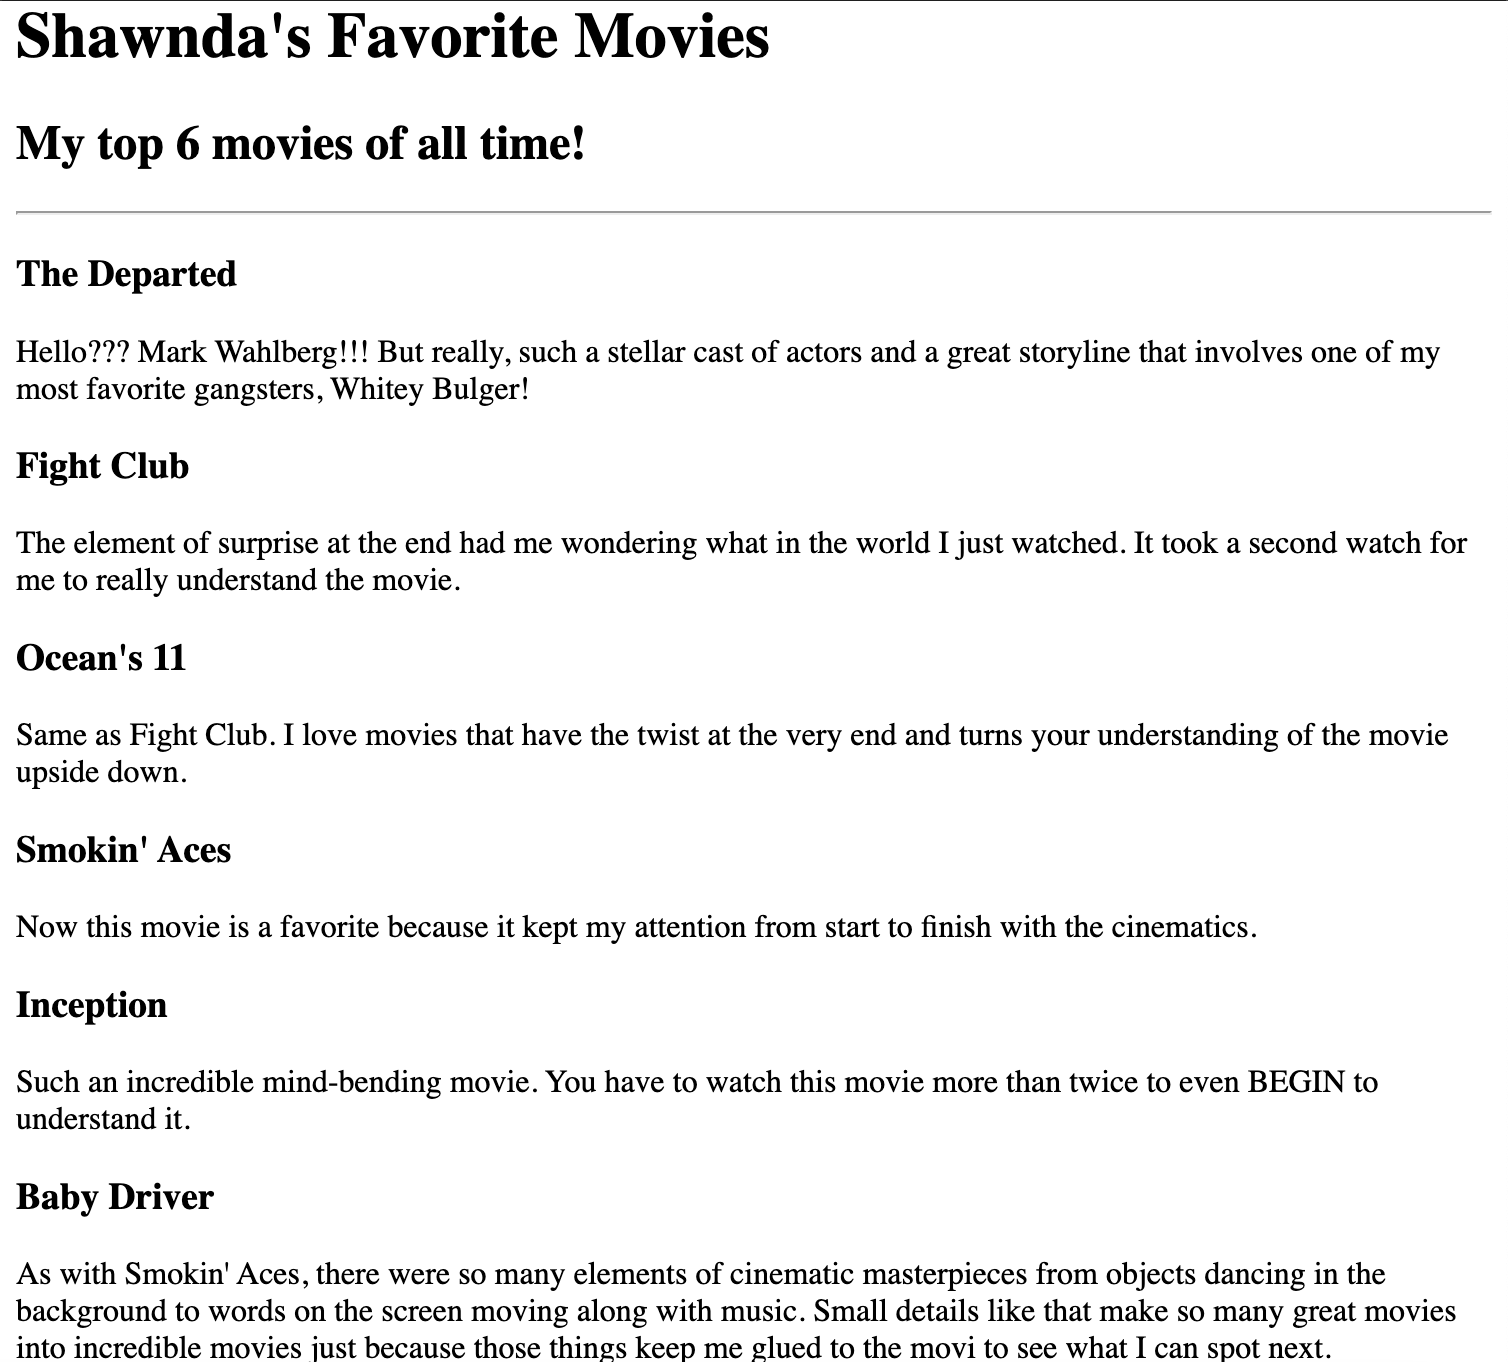 Shawnda's Favorite Movies
My top 6 movies of all time!
The Departed
Hello??? Mark Wahlberg!!! But really, such a stellar cast of actors and a great storyline that involves one of my
most favorite gangsters, Whitey Bulger!
Fight Club
The element of surprise at the end had me wondering what in the world I just watched. It took a second watch for
me to really understand the movie.
Ocean's 11
Same as Fight Club. I love movies that have the twist at the very end and turns your understanding of the movie
upside down.
Smokin' Aces
Now this movie is a favorite because it kept my attention from start to finish with the cinematics.
Inception
Such an incredible mind-bending movie. You have to watch this movie more than twice to even BEGIN to
understand it.
Baby Driver
As with Smokin' Aces, there were so many elements of cinematic masterpieces from objects dancing in the
background to words on the screen moving along with music. Small details like that make so many great movies
into incredible movies just because those things keep me glued to the movi to see what I can spot next.